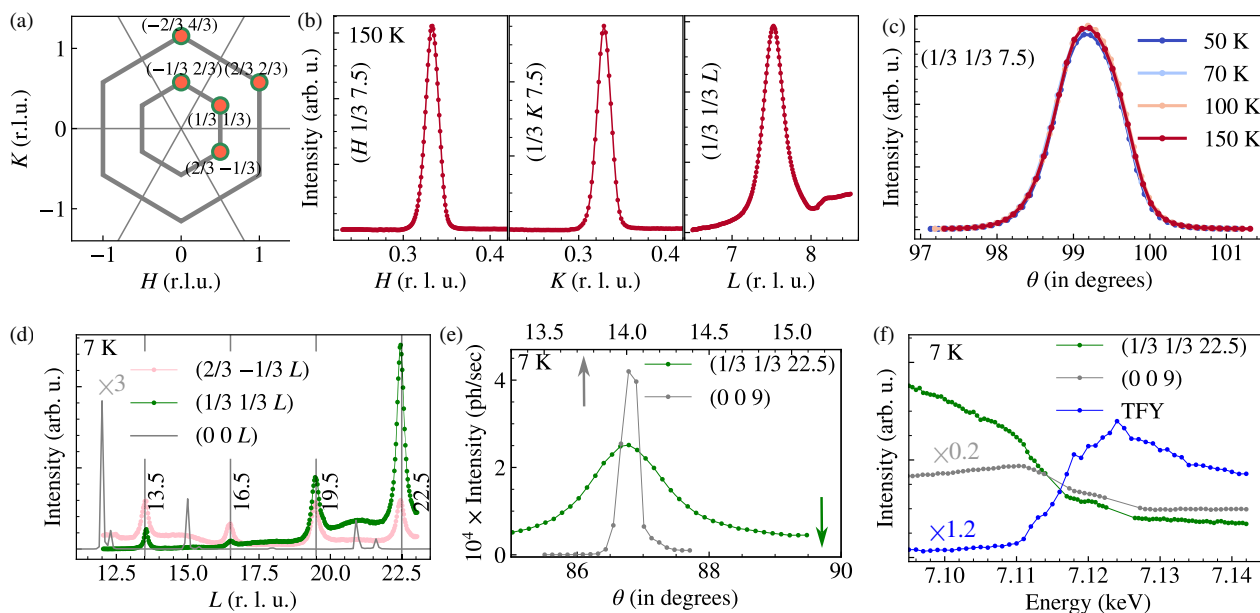 (a)
(−2/3 4/3)
(−1/3 2/3)
(2/3 2/3)
(1/3 1/3)
(2/3 −1/3)
1
0
−1
K (r.l.u.)
−1
0
1
H (r.l.u.)
(b)
150 K
Intensity (arb. u.)
(H 1/3 7.5)
0.3
0.4
H (r. l. u.)
Intensity (arb. u.)
(1/3 K 7.5)
0.3
0.4
K (r. l. u.)
Intensity (arb. u.)
(1/3 1/3 L)
7
8
L (r. l. u.)
(c)
(1/3 1/3 7.5)
50 K
70 K
100 K
150 K
Intensity (arb. u.)
97
98
99
100
101
θ (in degrees)
(d)
7 K
×3
(2/3 −1/3 L)
(1/3 1/3 L)
(0 0 L)
13.5
16.5
19.5
22.5
Intensity (arb. u.)
12.5
15.0
17.5
20.0
22.5
L (r. l. u.)
(e)
13.5
14.0
14.5
15.0
7 K
(1/3 1/3 22.5)
(0 0 9)
4
2
0
10⁴ × Intensity (ph/sec)
86
88
90
θ (in degrees)
(f)
7 K
(1/3 1/3 22.5)
(0 0 9)
TFY
×0.2
×1.2
Intensity (arb. u.)
7.10
7.11
7.12
7.13
7.14
Energy (keV)